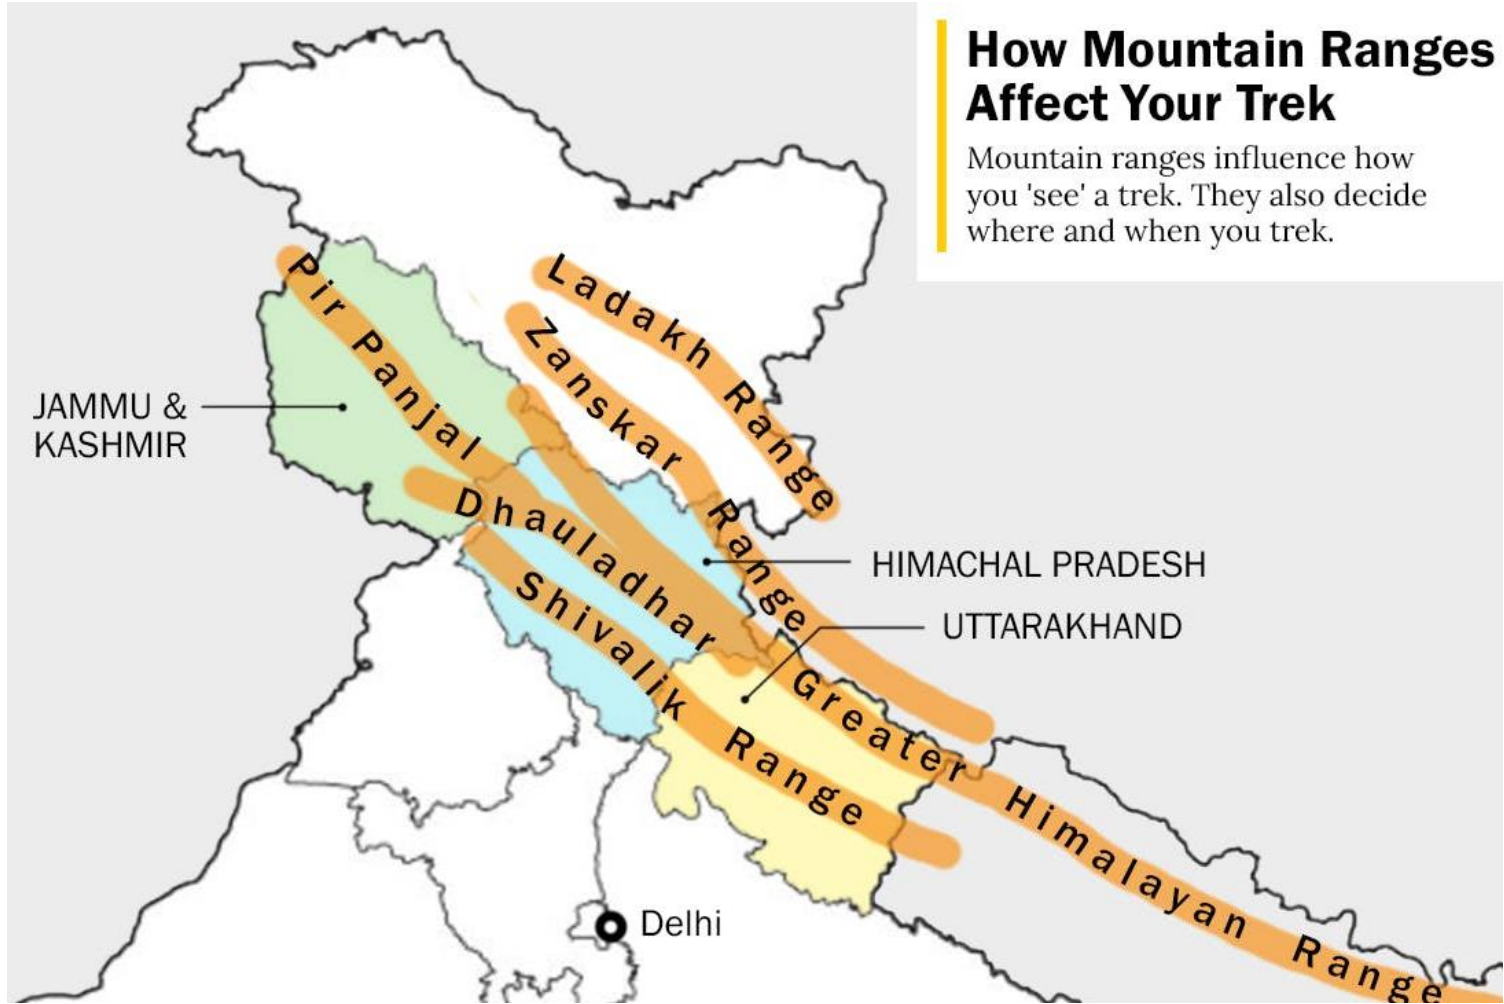 How Mountain Ranges
Affect Your Trek
Mountain ranges influence how
you 'see' a trek. They also decide
where and when you trek.
Pir Panjal
Ladakh Range
Zanskar Range
JAMMU &
KASHMIR
Dhauladhar
Shivalik Range
HIMACHAL PRADESH
UTTARAKHAND
Greater Himalayan Range
Delhi